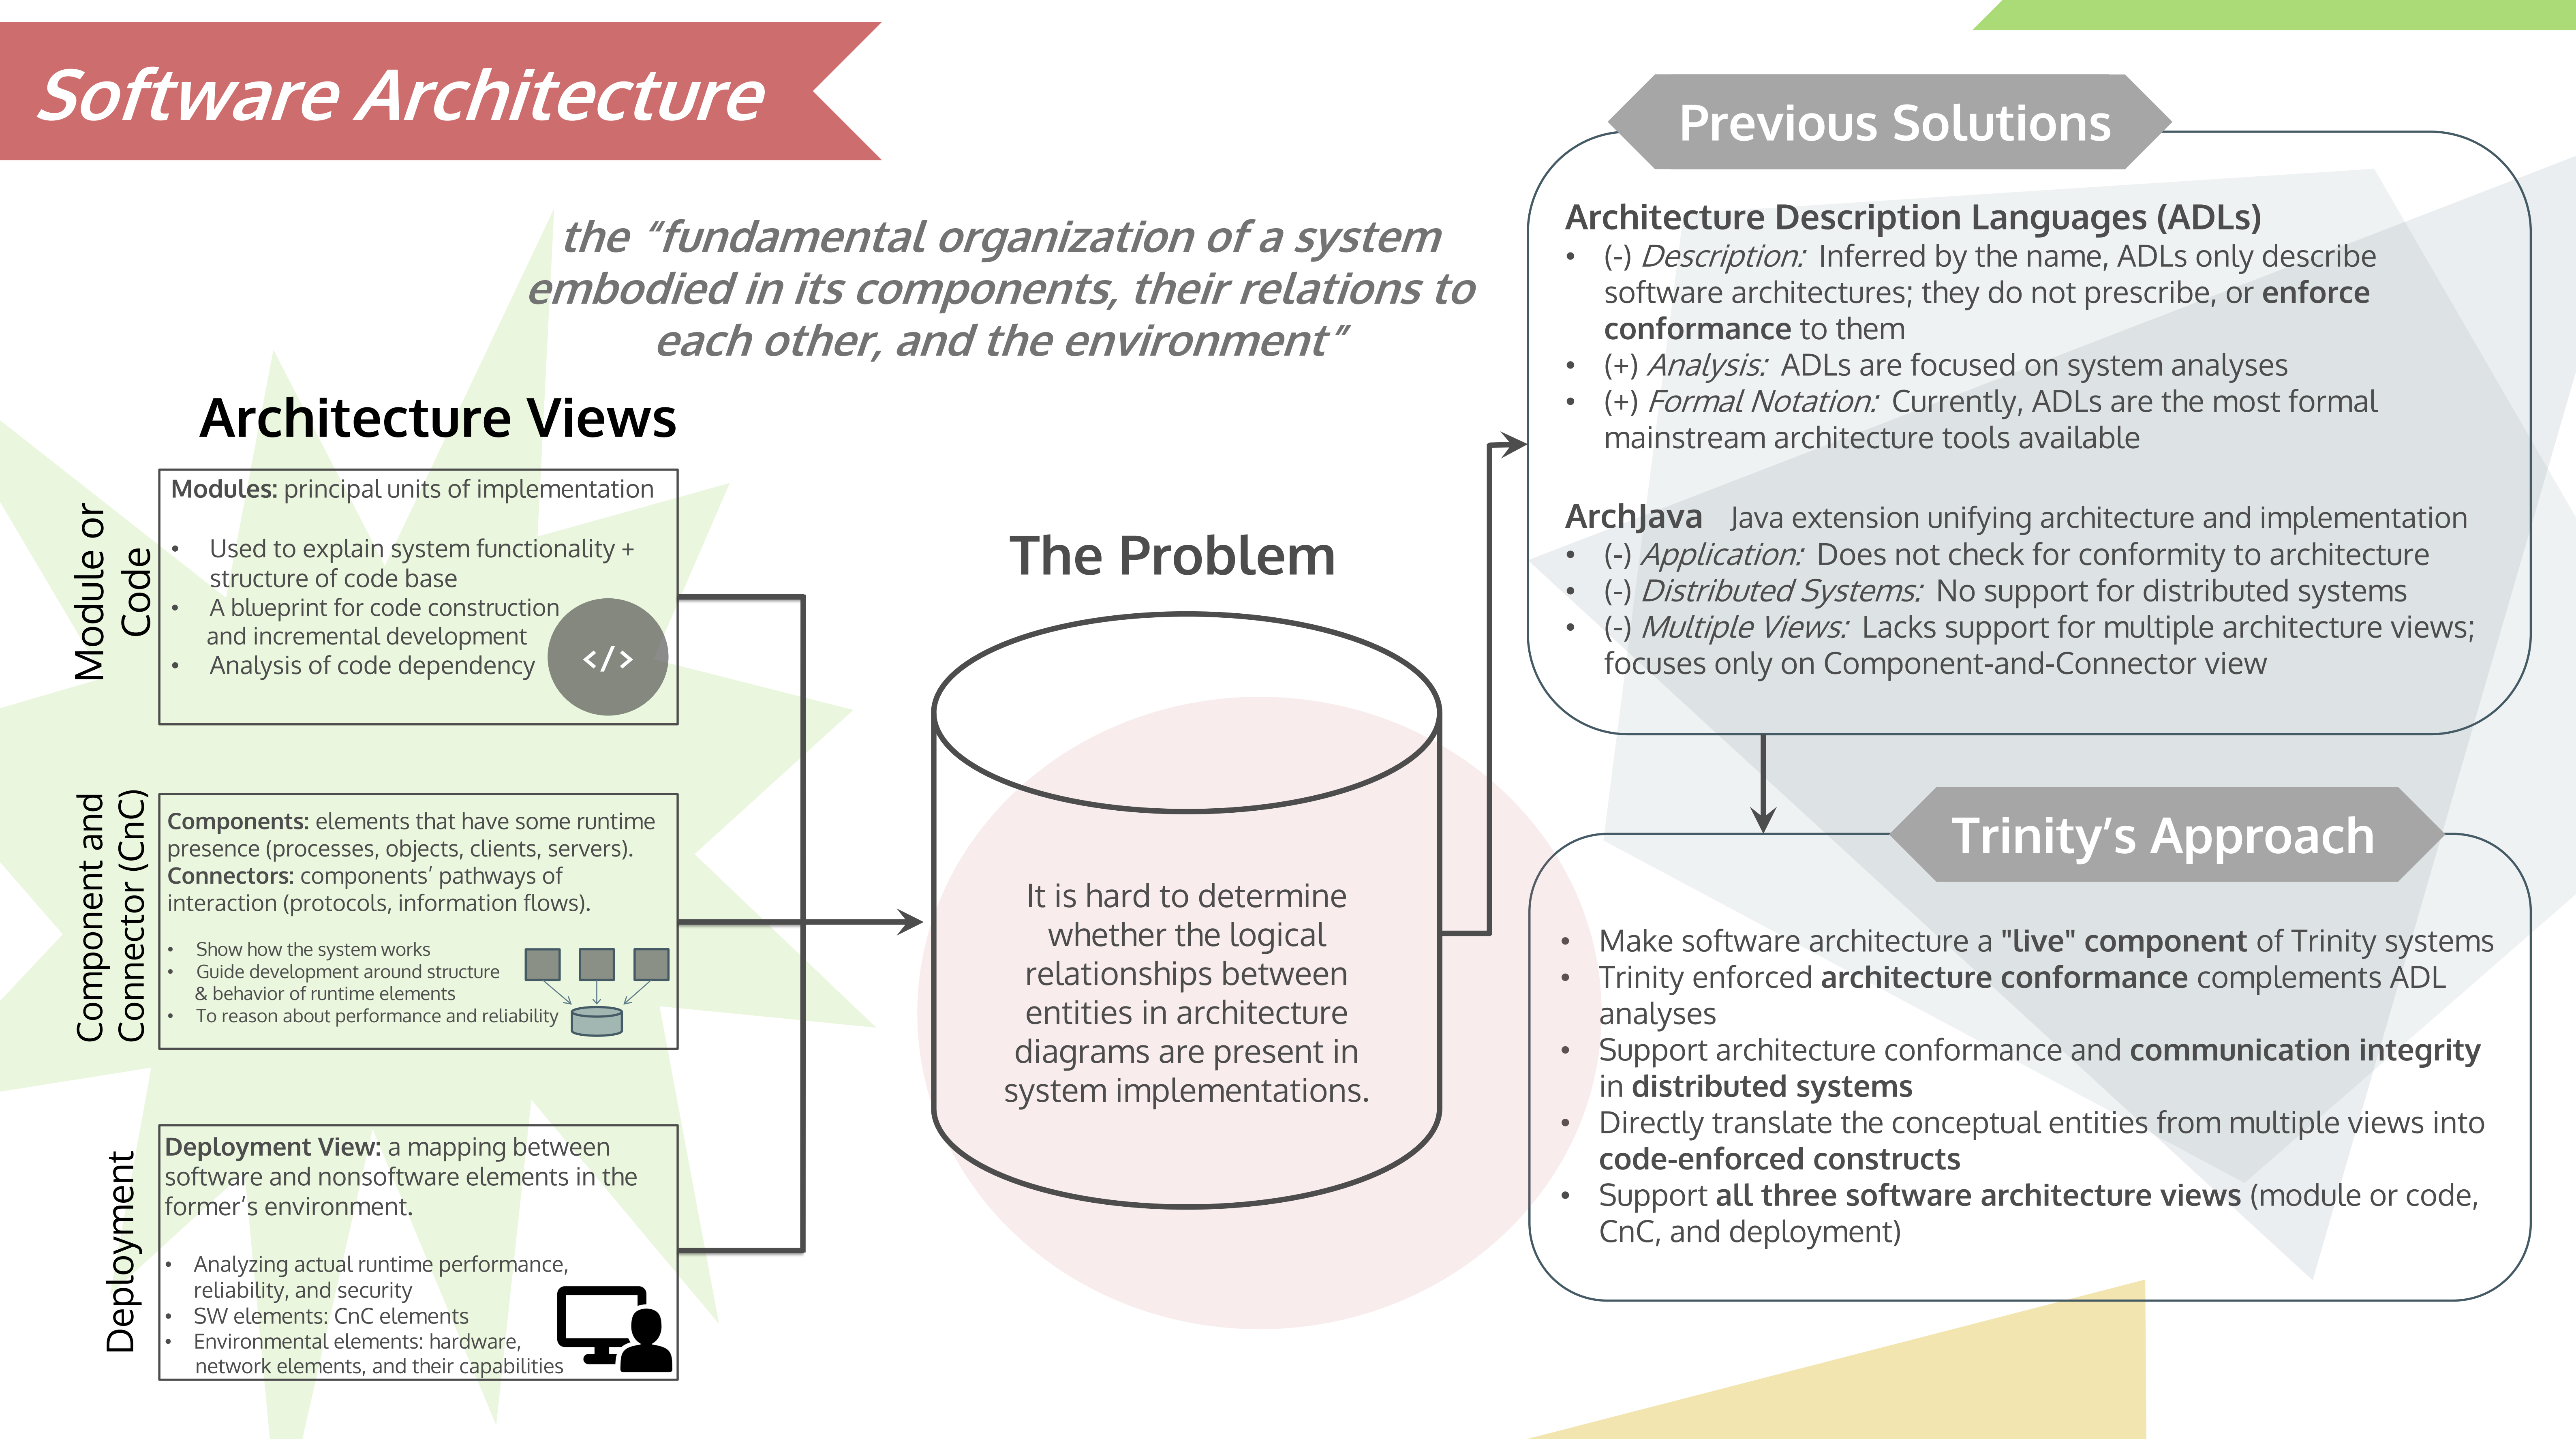 Software Architecture
the “fundamental organization of a system
embodied in its components, their relations to
each other, and the environment”
Architecture Views
Module or
Code
Modules: principal units of implementation
• Used to explain system functionality +
structure of code base
• A blueprint for code construction
and incremental development
• Analysis of code dependency
</>
Component and
Connector (CnC)
Components: elements that have some runtime
presence (processes, objects, clients, servers).
Connectors: components’ pathways of
interaction (protocols, information flows).
• Show how the system works
• Guide development around structure
& behavior of runtime elements
• To reason about performance and reliability
Deployment
Deployment View: a mapping between
software and nonsoftware elements in the
former’s environment.
• Analyzing actual runtime performance,
reliability, and security
• SW elements: CnC elements
• Environmental elements: hardware,
network elements, and their capabilities
The Problem
It is hard to determine
whether the logical
relationships between
entities in architecture
diagrams are present in
system implementations.
Previous Solutions
Architecture Description Languages (ADLs)
• (-) Description: Inferred by the name, ADLs only describe
software architectures; they do not prescribe, or enforce
conformance to them
• (+) Analysis: ADLs are focused on system analyses
• (+) Formal Notation: Currently, ADLs are the most formal
mainstream architecture tools available
ArchJava Java extension unifying architecture and implementation
• (-) Application: Does not check for conformity to architecture
• (-) Distributed Systems: No support for distributed systems
• (-) Multiple Views: Lacks support for multiple architecture views;
focuses only on Component-and-Connector view
Trinity’s Approach
• Make software architecture a "live" component of Trinity systems
• Trinity enforced architecture conformance complements ADL
analyses
• Support architecture conformance and communication integrity
in distributed systems
• Directly translate the conceptual entities from multiple views into
code-enforced constructs
• Support all three software architecture views (module or code,
CnC, and deployment)